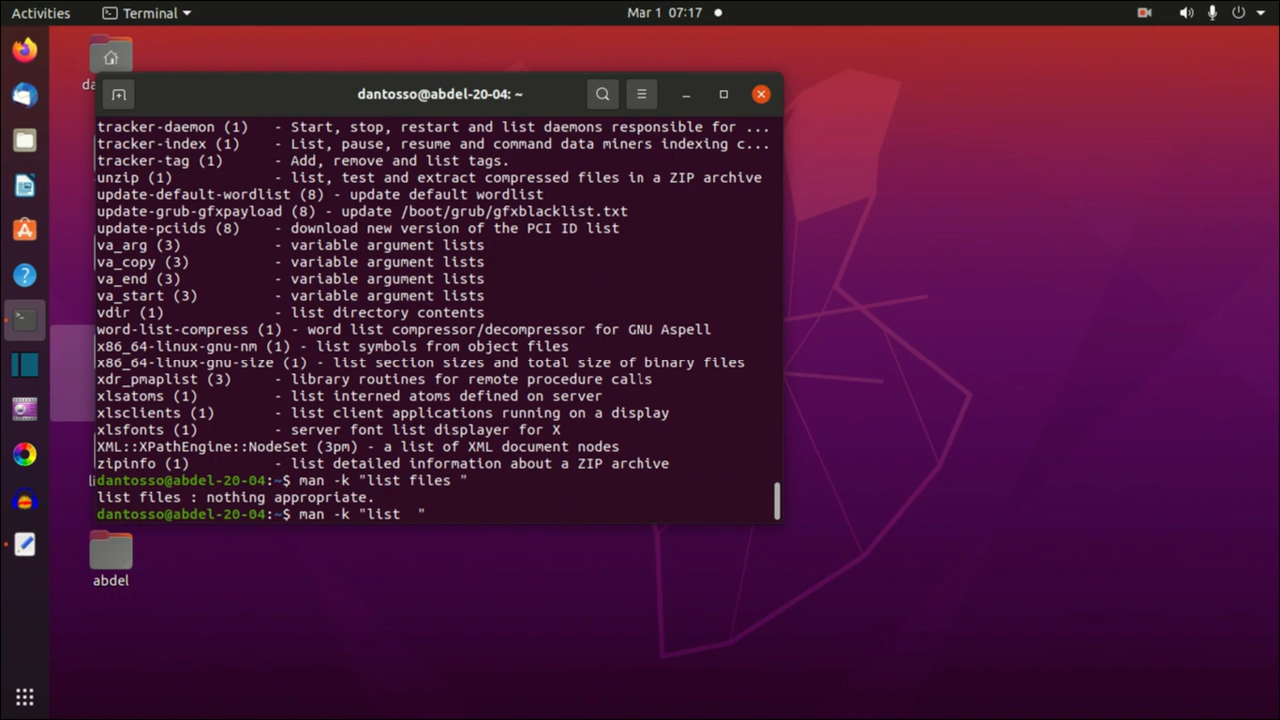 Activities Terminal Mar 1 07:17
dantosso@abdel-20-04: ~
tracker-daemon (1)   - Start, stop, restart and list daemons responsible for ...
tracker-index (1)    - List, pause, resume and command data miners indexing c...
tracker-tag (1)      - Add, remove and list tags.
unzip (1)            - list, test and extract compressed files in a ZIP archive
update-default-wordlist (8) - update default wordlist
update-grub-gfxpayload (8) - update /boot/grub/gfxblacklist.txt
update-pciids (8)    - download new version of the PCI ID list
va_arg (3)           - variable argument lists
va_copy (3)          - variable argument lists
va_end (3)           - variable argument lists
va_start (3)         - variable argument lists
vdir (1)             - list directory contents
word-list-compress (1) - word list compressor/decompressor for GNU Aspell
x86_64-linux-gnu-nm (1) - list symbols from object files
x86_64-linux-gnu-size (1) - list section sizes and total size of binary files
xdr_pmaplist (3)     - library routines for remote procedure calls
xlsatoms (1)         - list interned atoms defined on server
xlsclients (1)       - list client applications running on a display
xlsfonts (1)         - server font list displayer for X
XML::XPathEngine::NodeSet (3pm) - a list of XML document nodes
zipinfo (1)          - list detailed information about a ZIP archive
dantosso@abdel-20-04:~$ man -k "list files "
list files : nothing appropriate.
dantosso@abdel-20-04:~$ man -k "list  "
abdel